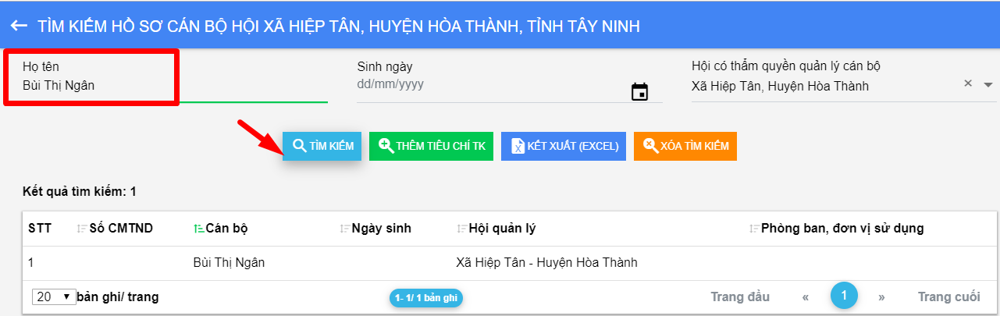 TÌM KIẾM HỒ SƠ CÁN BỘ HỘI XÃ HIỆP TÂN, HUYỆN HÒA THÀNH, TỈNH TÂY NINH
Họ tên Sinh ngày Hội có thẩm quyền quản lý cán bộ
Bùi Thị Ngân dd/mm/yyyy Xã Hiệp Tân, Huyện Hòa Thành
TÌM KIẾM THÊM TIÊU CHÍ TK KẾT XUẤT (EXCEL) XÓA TÌM KIẾM
Kết quả tìm kiếm: 1
STT Số CMTND Cán bộ Ngày sinh Hội quản lý Phòng ban, đơn vị sử dụng
1 Bùi Thị Ngân Xã Hiệp Tân - Huyện Hòa Thành
20 bản ghi/ trang 1- 1/ 1 bản ghi Trang đầu « 1 » Trang cuối